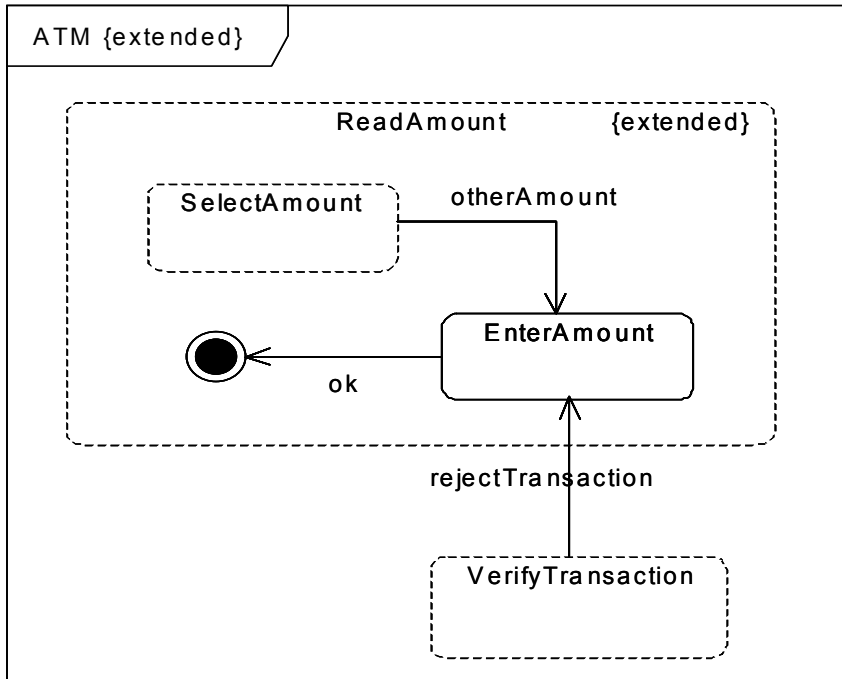 ATM {extended}
ReadAmount {extended}
SelectAmount
otherAmount
EnterAmount
ok
rejectTransaction
VerifyTransaction